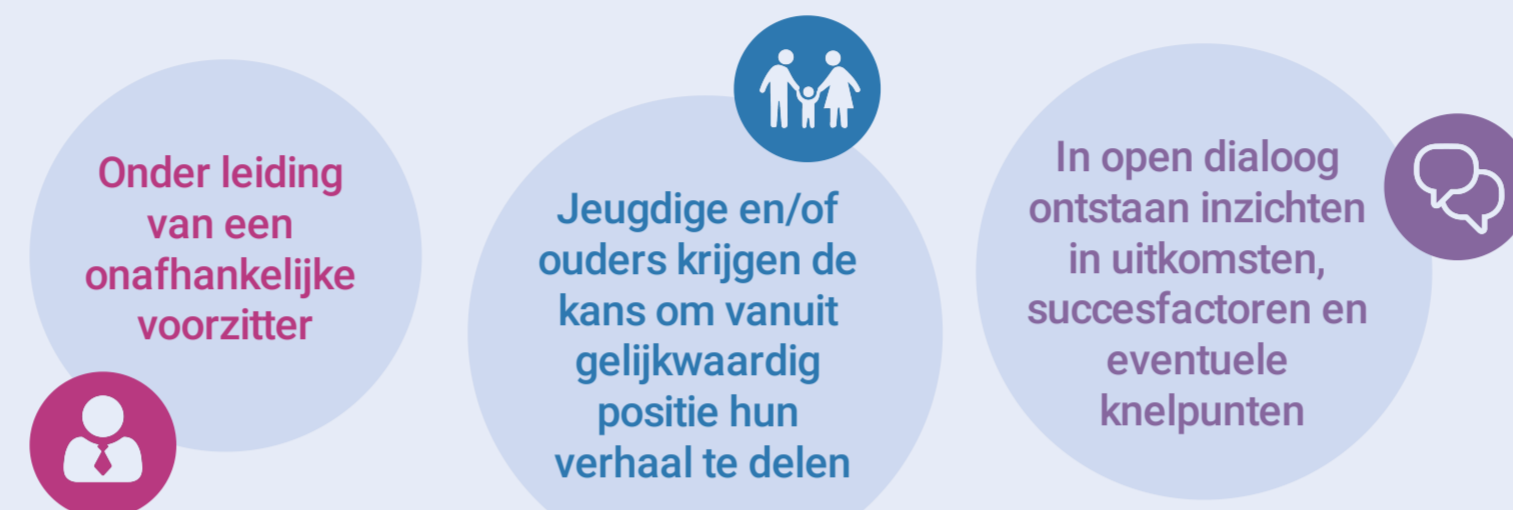 Onder leiding
van een
onafhankelijke
voorzitter
Jeugdige en/of
ouders krijgen de
kans om vanuit
gelijkwaardig
positie hun
verhaal te delen
In open dialoog
ontstaan inzichten
in uitkomsten,
succesfactoren en
eventuele
knelpunten